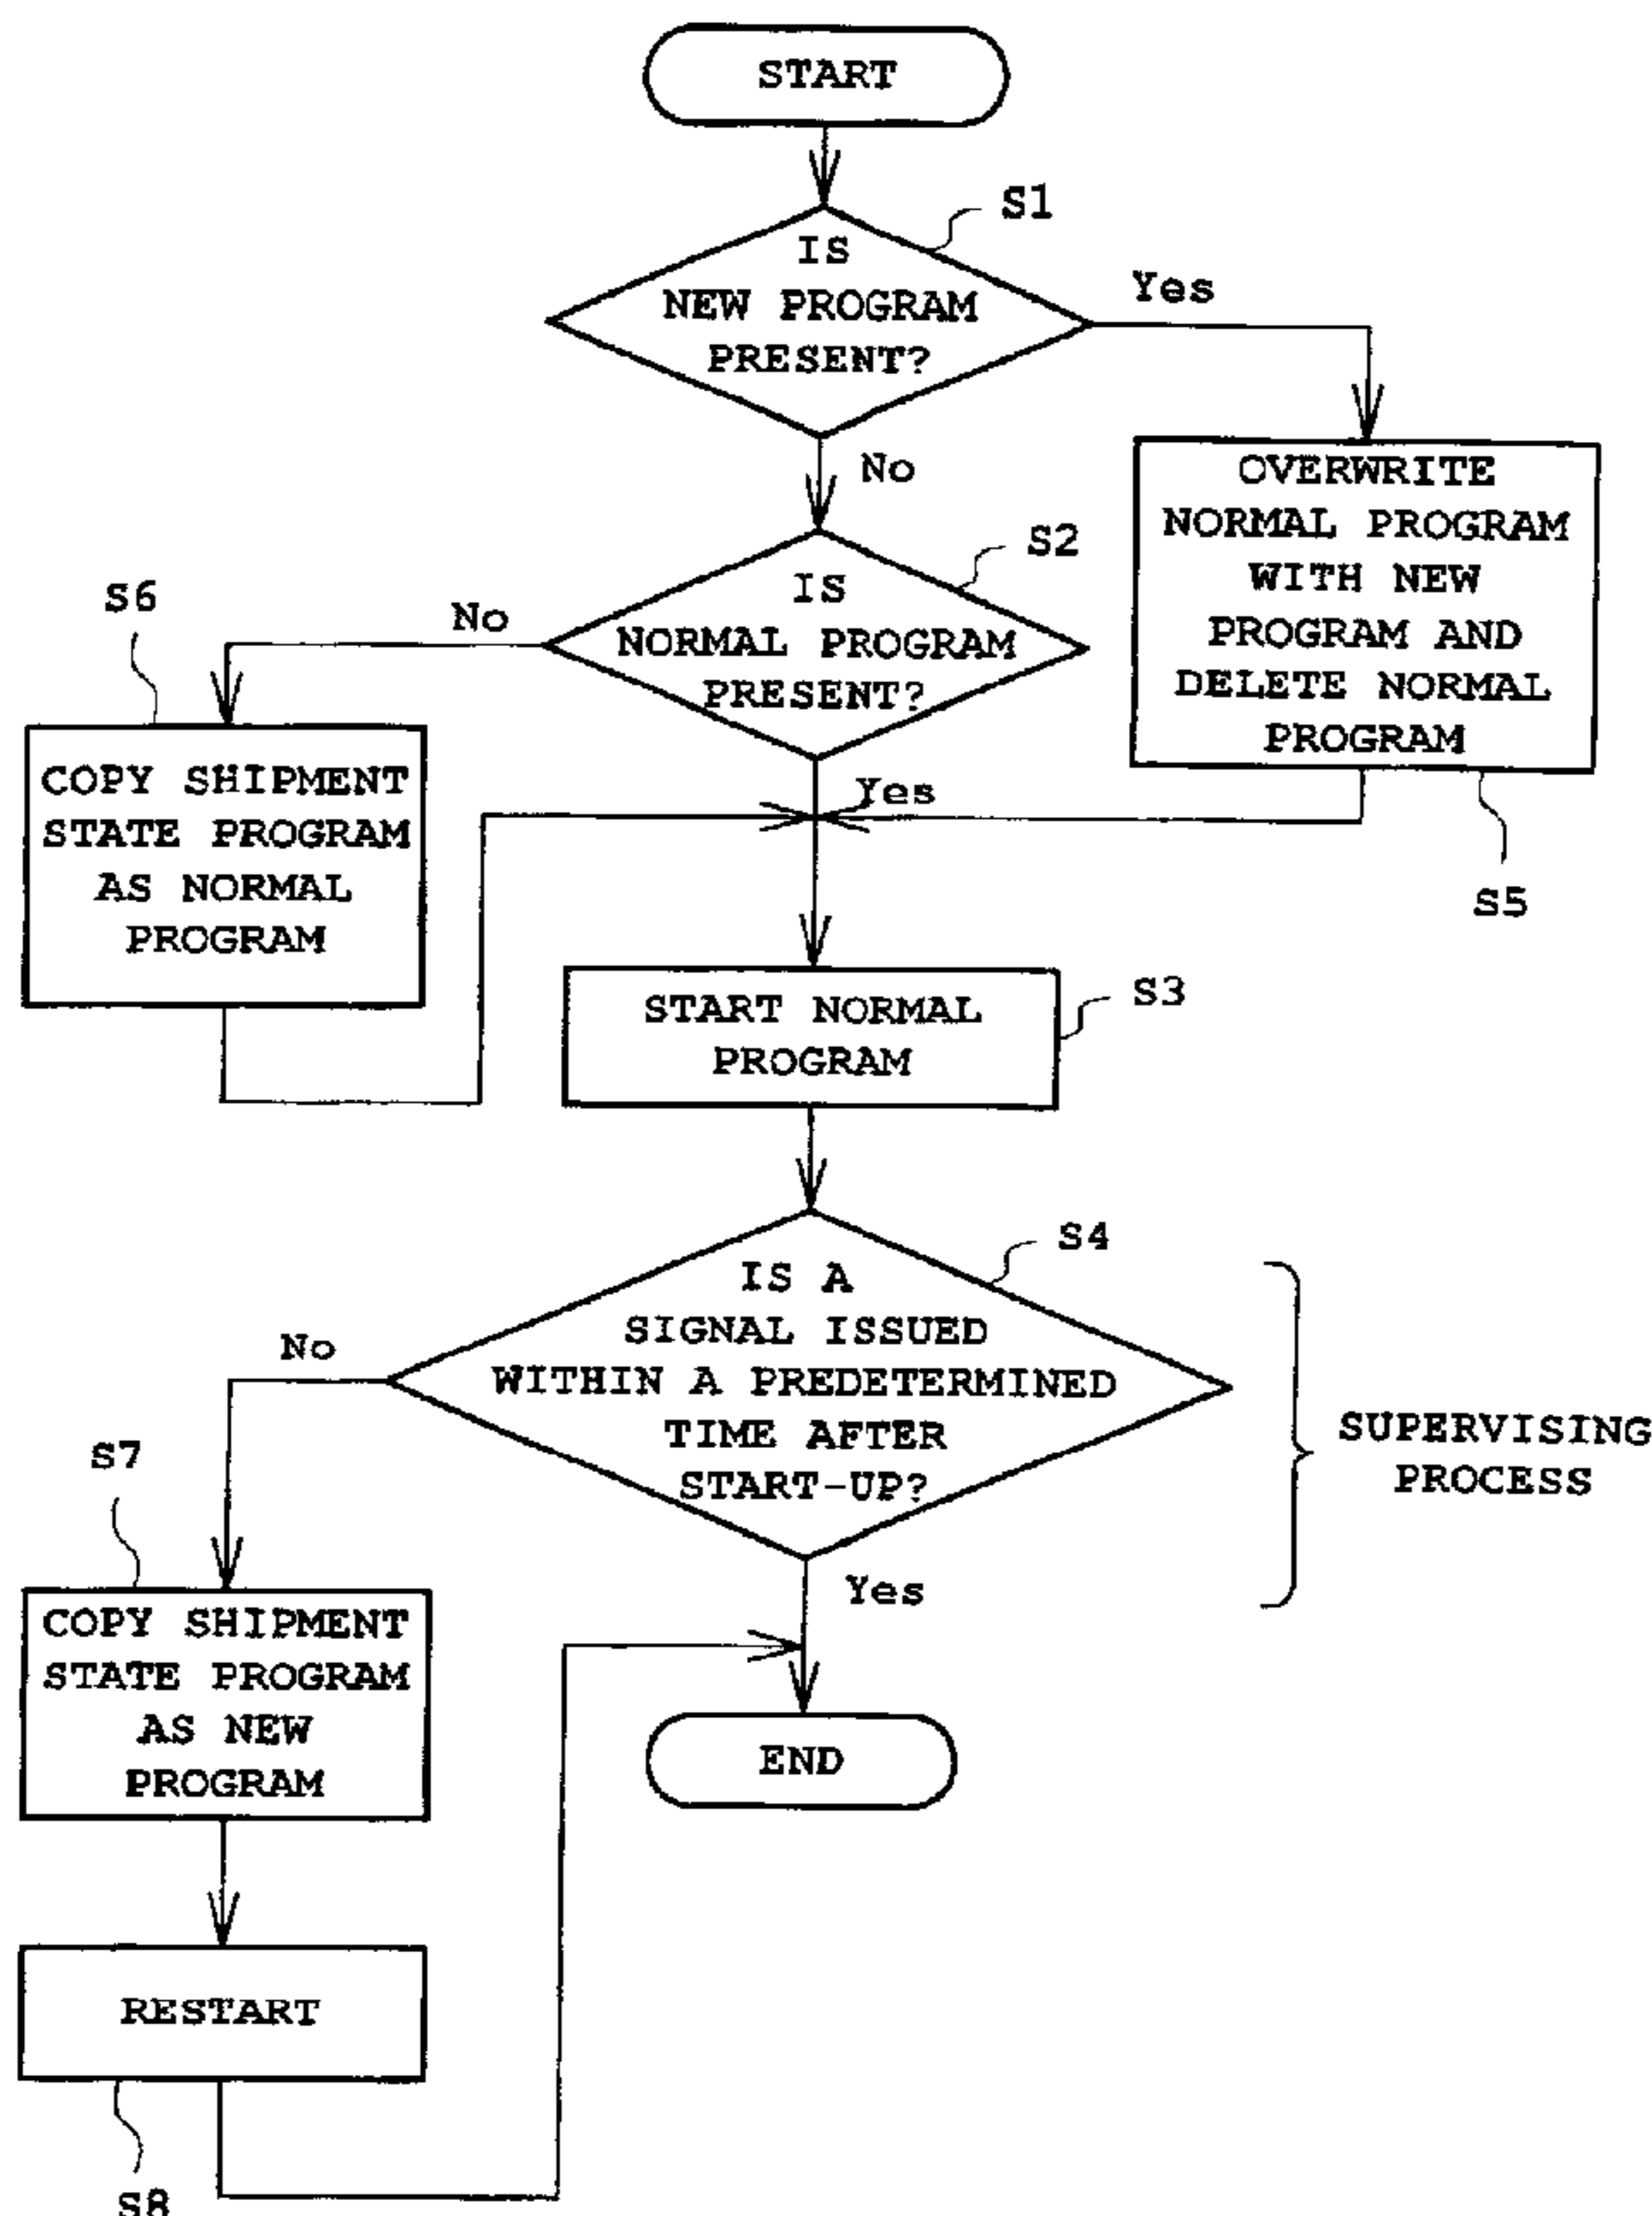 START
S1
IS
NEW PROGRAM
PRESENT?
Yes
No
OVERWRITE
NORMAL PROGRAM
WITH NEW
PROGRAM AND
DELETE NORMAL
PROGRAM
S5
S2
IS
NORMAL PROGRAM
PRESENT?
No
Yes
S6
COPY SHIPMENT
STATE PROGRAM
AS NORMAL
PROGRAM
START NORMAL
PROGRAM
S3
S4
IS A
SIGNAL ISSUED
WITHIN A PREDETERMINED
TIME AFTER
START-UP?
No
Yes
SUPERVISING
PROCESS
S7
COPY SHIPMENT
STATE PROGRAM
AS NEW
PROGRAM
END
RESTART
S8